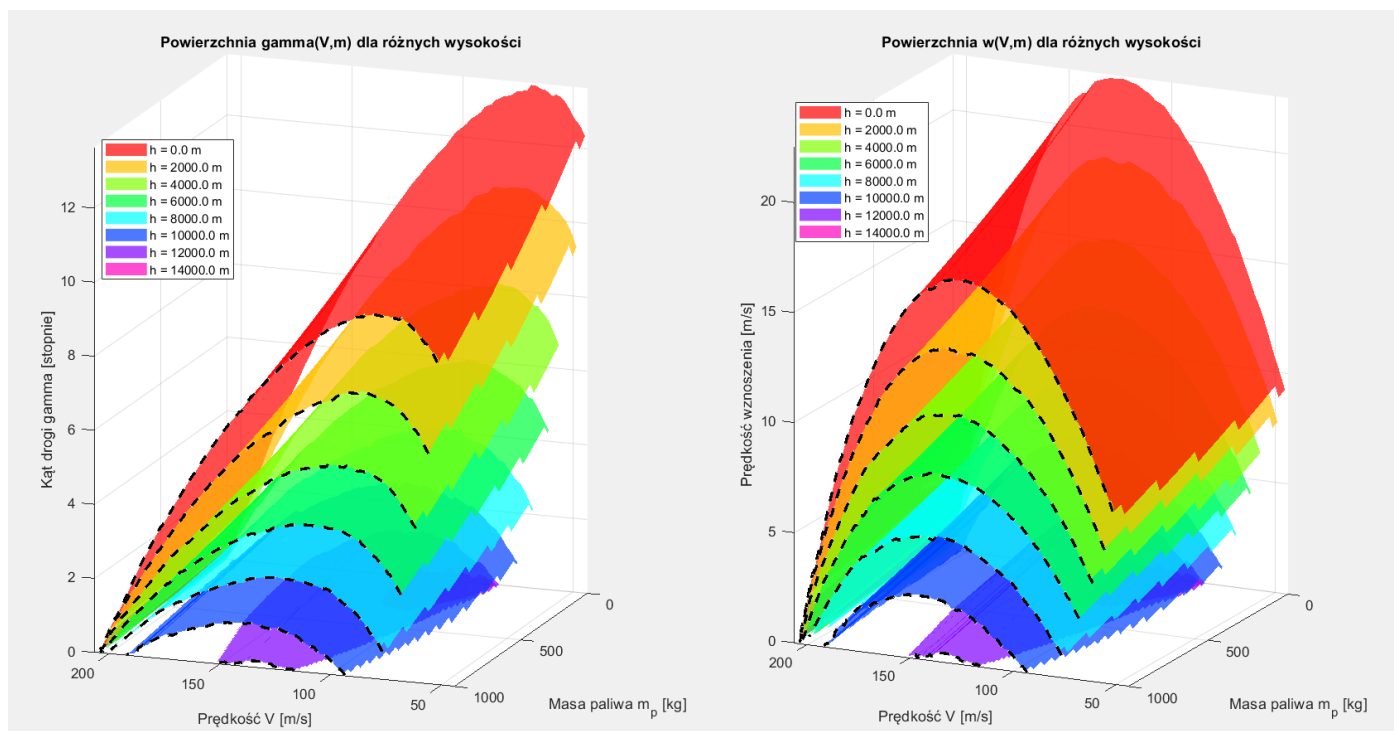 Powierzchnia gamma(V,m) dla różnych wysokości
h = 0.0 m
h = 2000.0 m
h = 4000.0 m
h = 6000.0 m
h = 8000.0 m
h = 10000.0 m
h = 12000.0 m
h = 14000.0 m
Kąt drogi gamma [stopnie]
12
10
8
6
4
2
0
200
150
100
50
Prędkość V [m/s]
0
500
1000
Masa paliwa m_p [kg]
Powierzchnia w(V,m) dla różnych wysokości
h = 0.0 m
h = 2000.0 m
h = 4000.0 m
h = 6000.0 m
h = 8000.0 m
h = 10000.0 m
h = 12000.0 m
h = 14000.0 m
Prędkość wznoszenia [m/s]
20
15
10
5
0
200
150
100
50
Prędkość V [m/s]
0
500
1000
Masa paliwa m_p [kg]